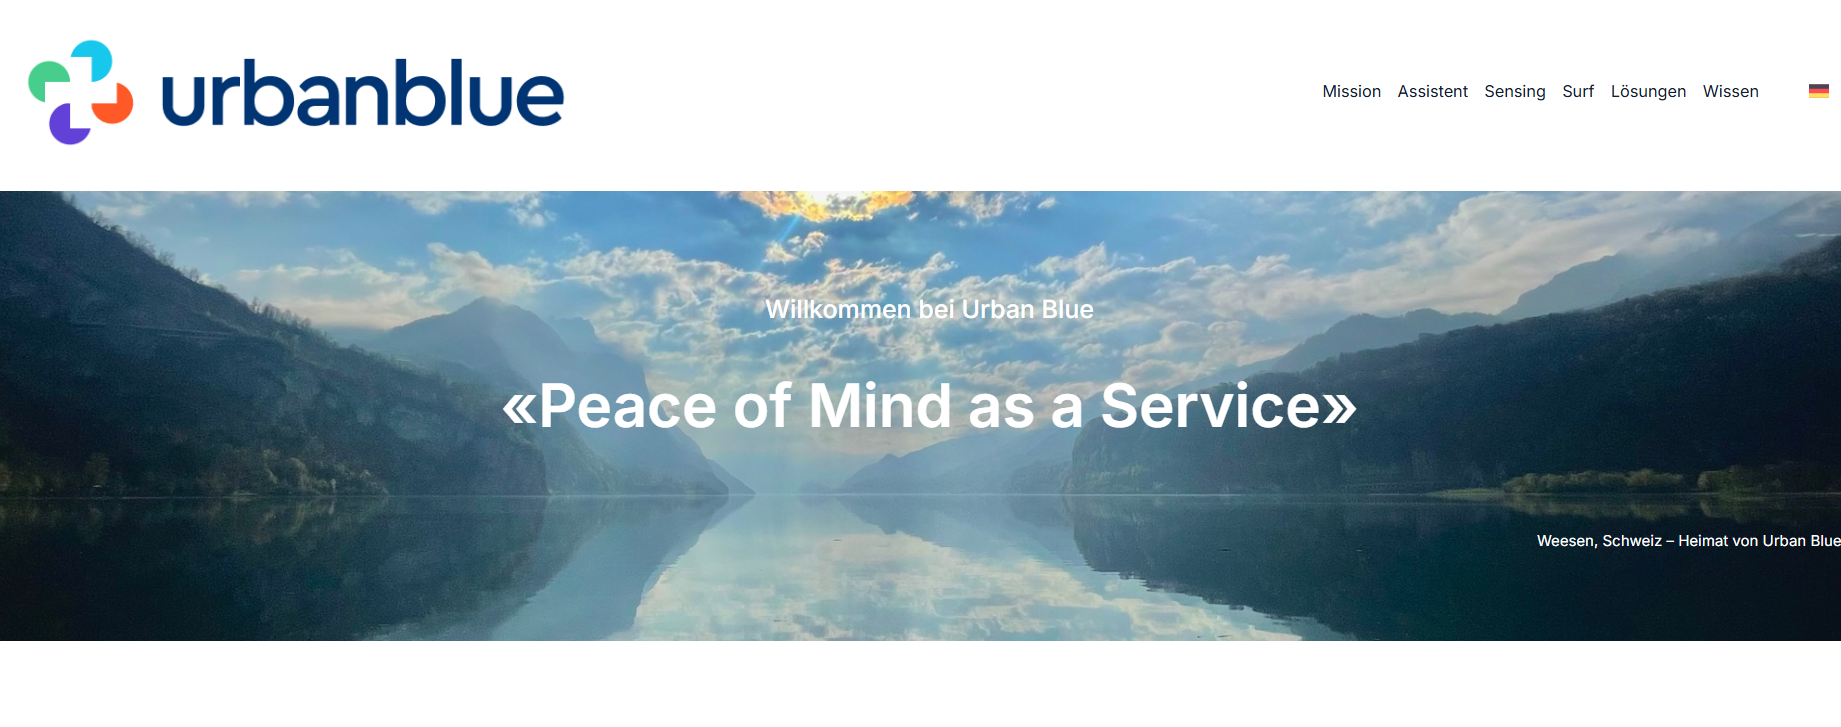 urbanblue
Mission Assistent Sensing Surf Lösungen Wissen
Willkommen bei Urban Blue
«Peace of Mind as a Service»
Weesen, Schweiz – Heimat von Urban Blue